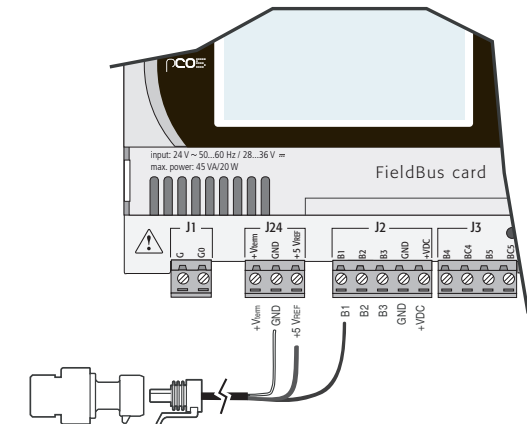 pCO5
input: 24 V ~ 50...60 Hz / 28...36 V ⎓
max. power: 45 VA/20 W
FieldBus card
J1
J24
J2
J3
G
G0
+Vterm
GND
+5 VREF
B1
B2
B3
GND
+VDC
B4
BC4
B5
BC5
+Vterm
GND
+5 VREF
B1
B2
B3
GND
+VDC